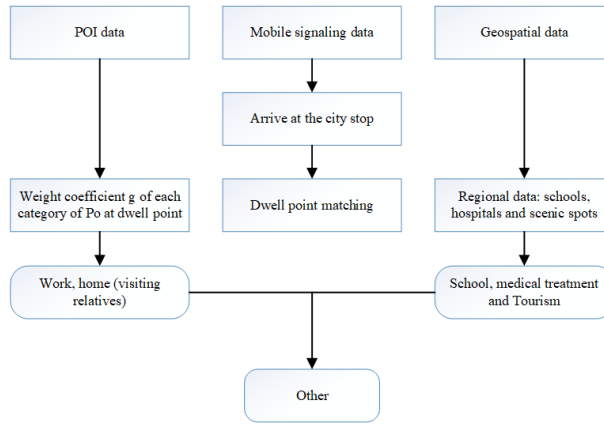 POI data
Mobile signaling data
Geospatial data
Arrive at the city stop
Weight coefficient g of each
category of Po at dwell point
Dwell point matching
Regional data: schools,
hospitals and scenic spots
Work, home (visiting
relatives)
School, medical treatment
and Tourism
Other